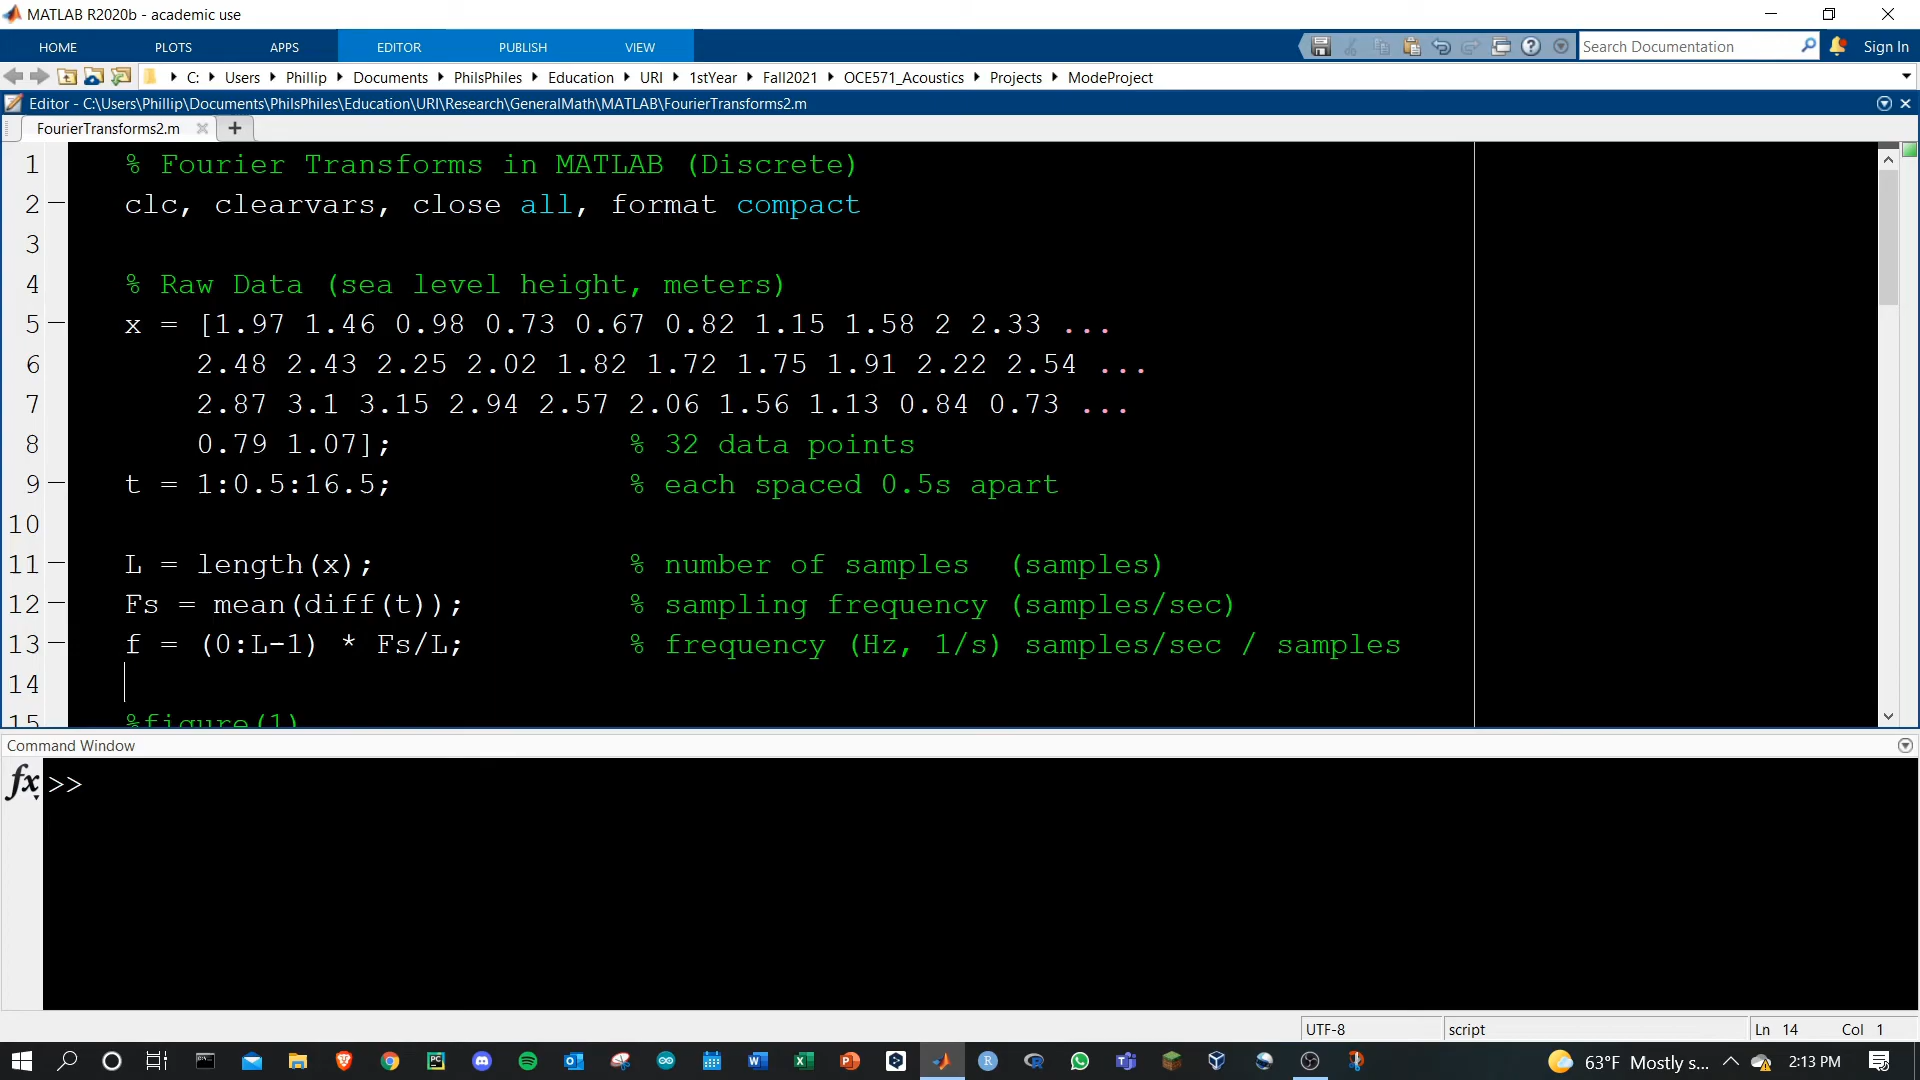 MATLAB R2020b - academic use
HOME PLOTS APPS EDITOR PUBLISH VIEW Search Documentation Sign In
C: Users Phillip Documents PhilsPhiles Education URI 1stYear Fall2021 OCE571_Acoustics Projects ModeProject
Editor - C:\Users\Phillip\Documents\PhilsPhiles\Education\URI\Research\GeneralMath\MATLAB\FourierTransforms2.m
FourierTransforms2.m
1 % Fourier Transforms in MATLAB (Discrete)
2 clc, clearvars, close all, format compact
3
4 % Raw Data (sea level height, meters)
5 x = [1.97 1.46 0.98 0.73 0.67 0.82 1.15 1.58 2 2.33 ...
6 2.48 2.43 2.25 2.02 1.82 1.72 1.75 1.91 2.22 2.54 ...
7 2.87 3.1 3.15 2.94 2.57 2.06 1.56 1.13 0.84 0.73 ...
8 0.79 1.07]; % 32 data points
9 t = 1:0.5:16.5; % each spaced 0.5s apart
10
11 L = length(x); % number of samples (samples)
12 Fs = mean(diff(t)); % sampling frequency (samples/sec)
13 f = (0:L-1) * Fs/L; % frequency (Hz, 1/s) samples/sec / samples
14
15 %figure(1)
Command Window
fx >>
UTF-8 script Ln 14 Col 1
63°F Mostly s... 2:13 PM